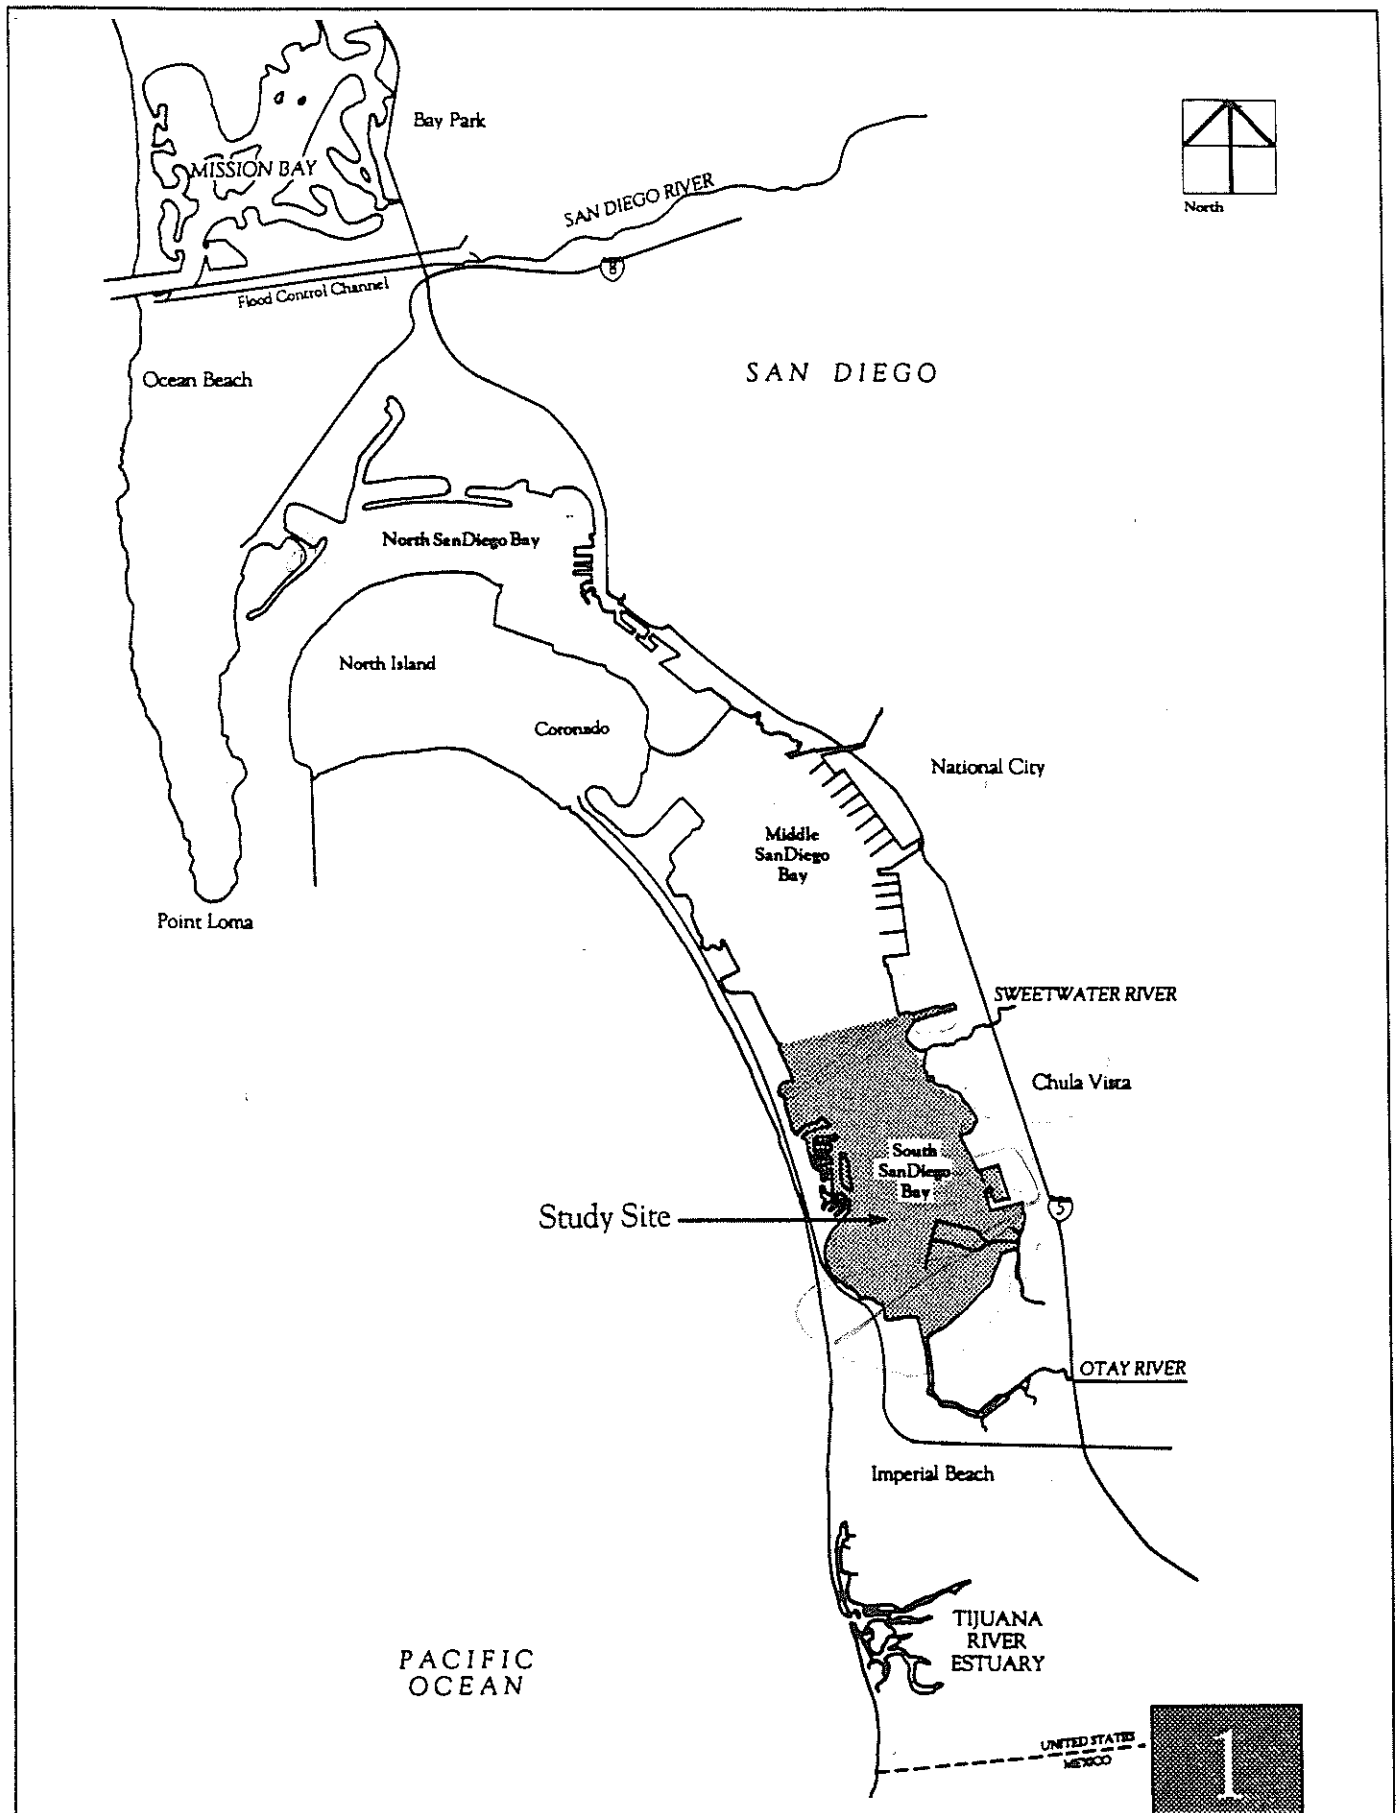 Bay Park
MISSION BAY
SAN DIEGO RIVER
North
8
Flood Control Channel
Ocean Beach
SAN DIEGO
North SanDiego Bay
North Island
Coronado
National City
Middle
SanDiego
Bay
Point Loma
SWEETWATER RIVER
Chula Vista
South
SanDiego
Bay
Study Site
5
OTAY RIVER
Imperial Beach
TIJUANA
RIVER
ESTUARY
PACIFIC
OCEAN
UNITED STATES
MEXICO
1